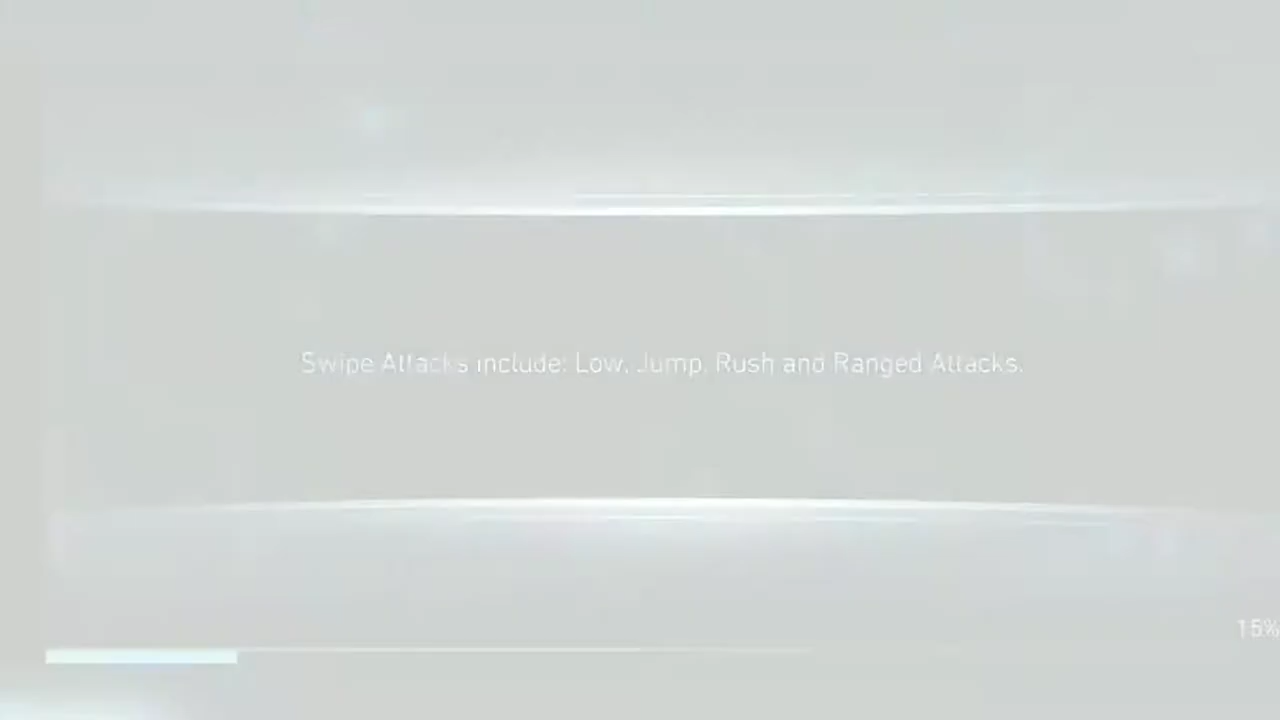 Swipe Attacks include: Low, Jump, Rush and Ranged Attacks.
15%